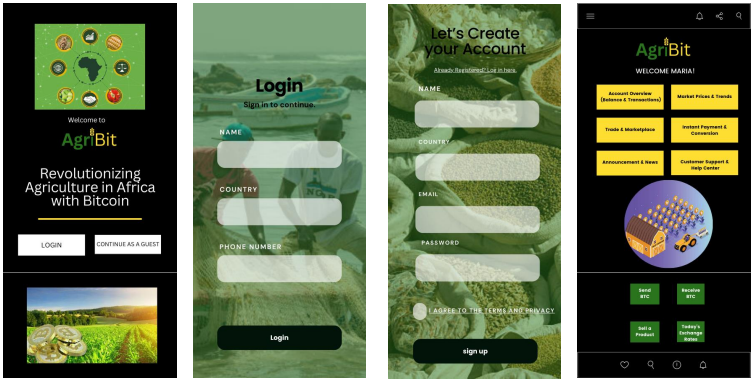 Welcome to
AgriBit
Revolutionizing
Agriculture in Africa
with Bitcoin
LOGIN
CONTINUE AS A GUEST
Login
Sign in to continue.
NAME
COUNTRY
PHONE NUMBER
Login
Let's Create
your Account
Already Registered? Log in here.
NAME
COUNTRY
EMAIL
PASSWORD
I AGREE TO THE TERMS AND PRIVACY
sign up
AgriBit
WELCOME MARIA!
Account Overview
(Balance & Transactions)
Market Prices & Trends
Trade & Marketplace
Instant Payment &
Conversion
Announcement & News
Customer Support &
Help Center
Send
BTC
Receive
BTC
Sell a
Product
Today's
Exchange
Rates